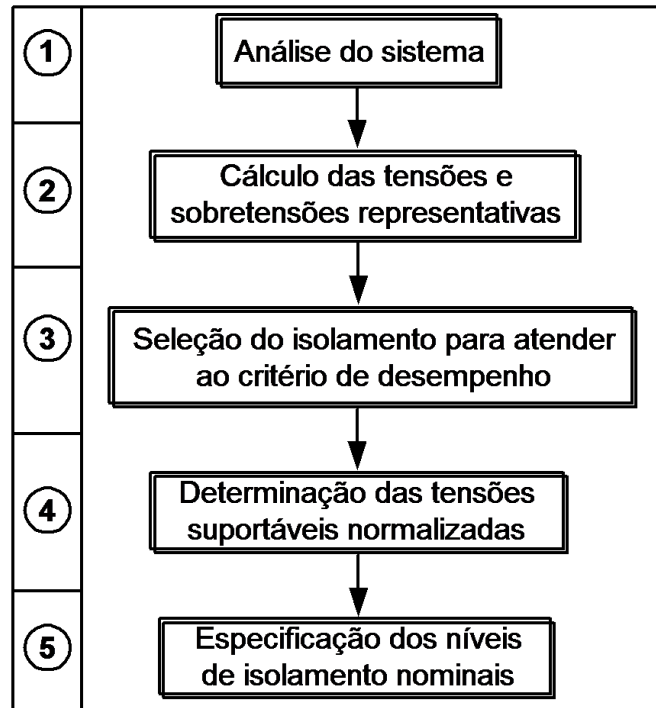 1
Análise do sistema
2
Cálculo das tensões e
sobretensões representativas
3
Seleção do isolamento para atender
ao critério de desempenho
4
Determinação das tensões
suportáveis normalizadas
5
Especificação dos níveis
de isolamento nominais